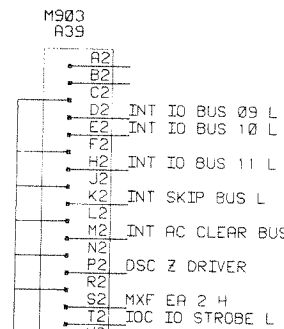 M903
A39
A2
B2
C2
D2 INT IO BUS 09 L
E2 INT IO BUS 10 L
F2
H2 INT IO BUS 11 L
J2
K2 INT SKIP BUS L
L2
M2 INT AC CLEAR BUS
N2
P2 DSC Z DRIVER
R2
S2 MXF EA 2 H
T2 IOC IO STROBE L